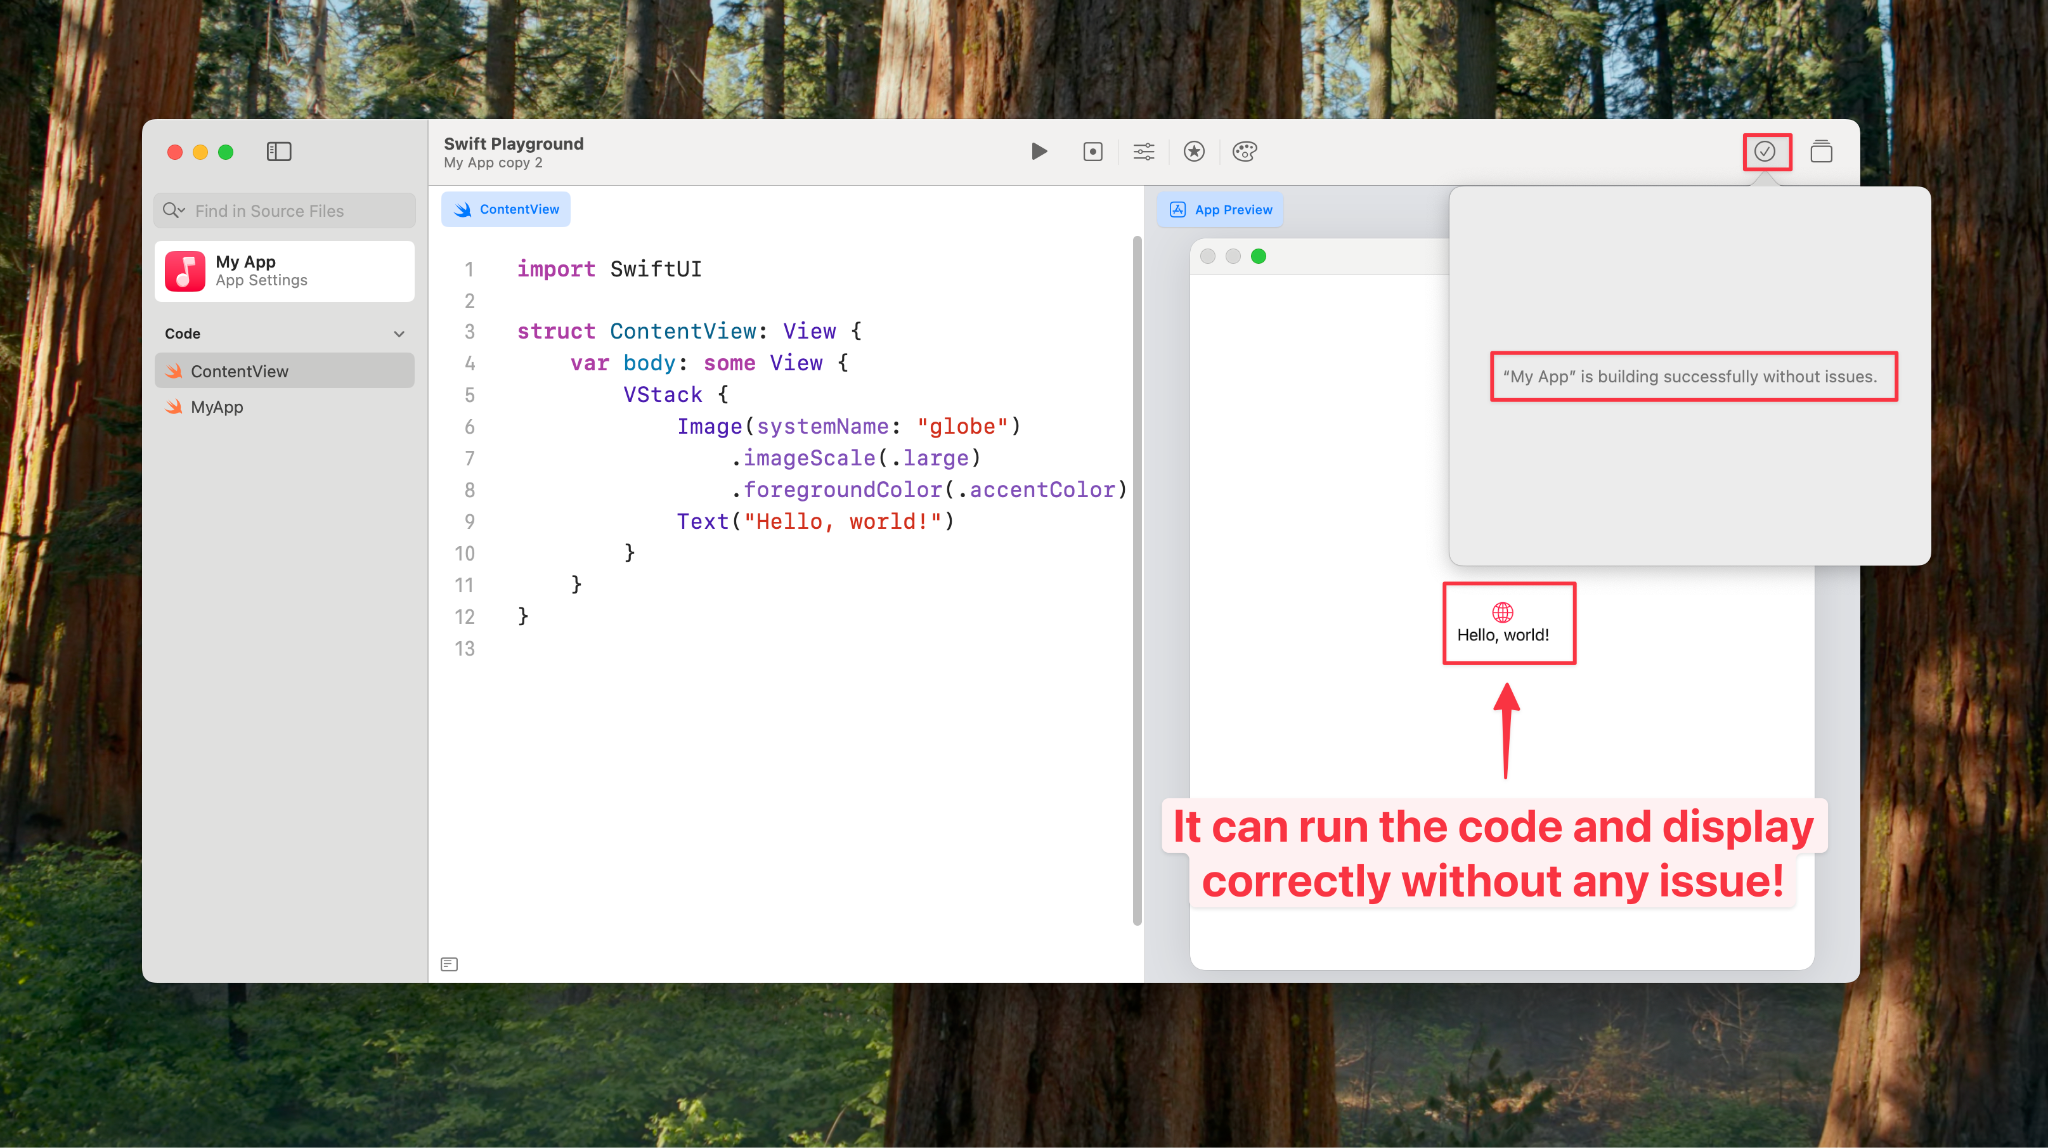 Swift Playground
My App copy 2
Find in Source Files
My App
App Settings
Code
ContentView
MyApp
ContentView
1 import SwiftUI
2
3 struct ContentView: View {
4 var body: some View {
5 VStack {
6 Image(systemName: "globe")
7 .imageScale(.large)
8 .foregroundColor(.accentColor)
9 Text("Hello, world!")
10 }
11 }
12 }
13
App Preview
“My App” is building successfully without issues.
Hello, world!
It can run the code and display
correctly without any issue!